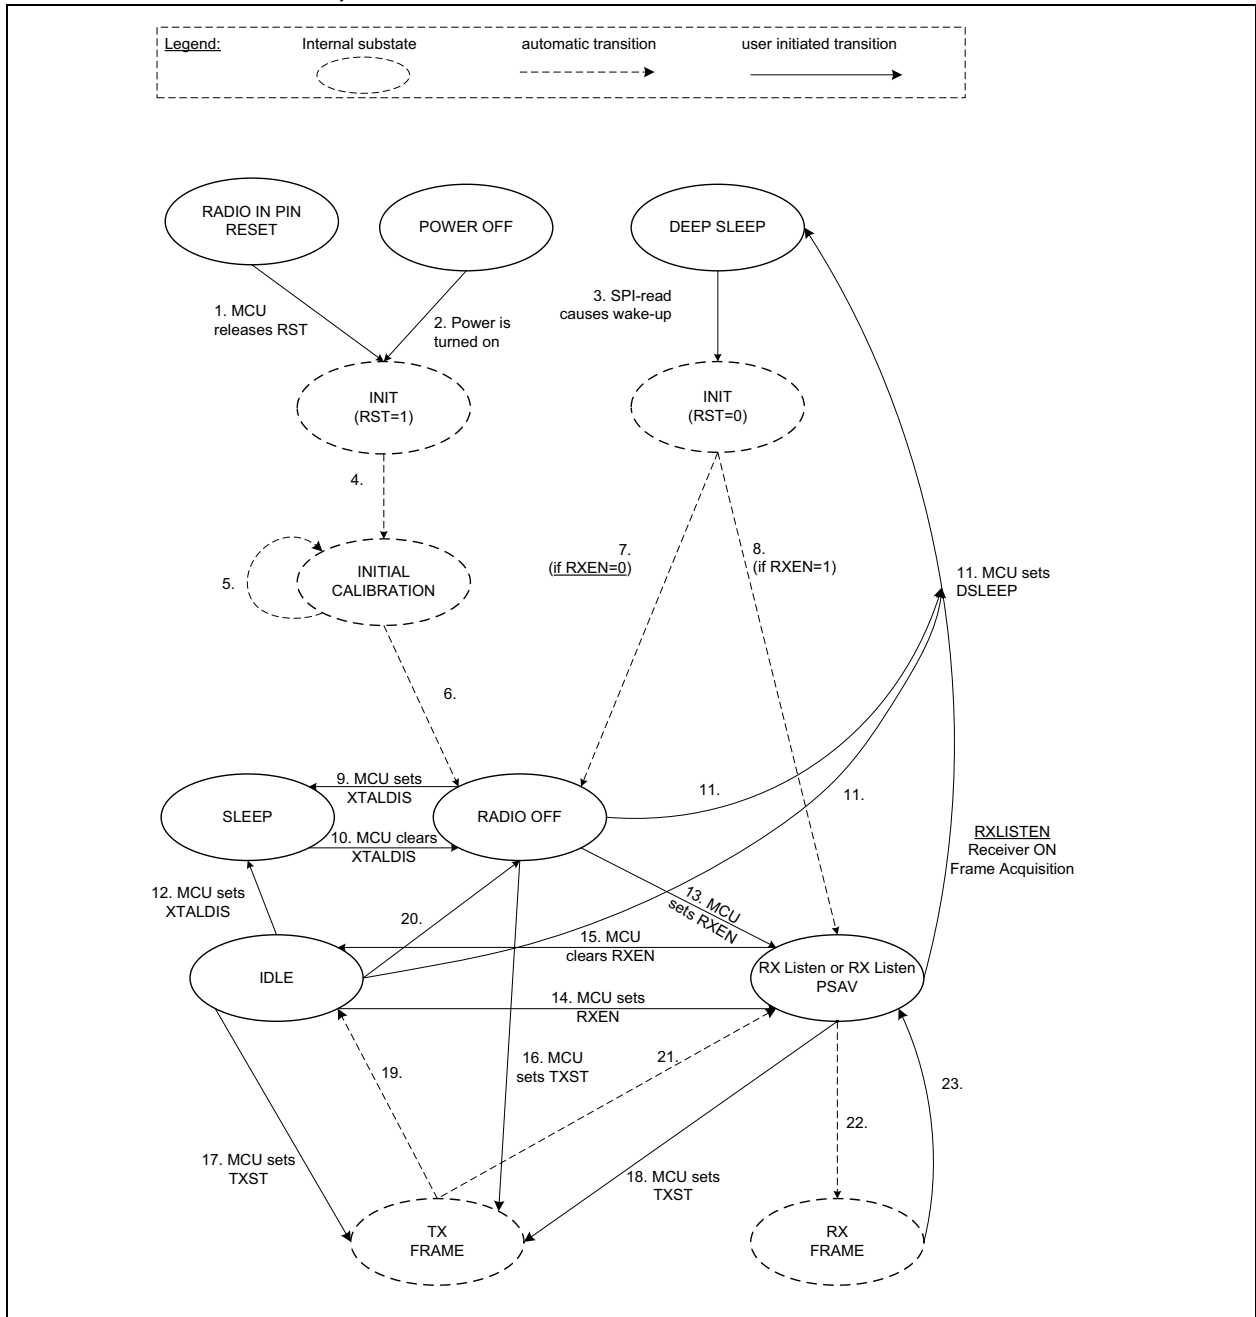 Legend:
Internal substate
automatic transition
user initiated transition
RADIO IN PIN
RESET
POWER OFF
DEEP SLEEP
1. MCU
releases RST
2. Power is
turned on
3. SPI-read
causes wake-up
INIT
(RST=1)
INIT
(RST=0)
4.
5.
INITIAL
CALIBRATION
7.
(if RXEN=0)
8.
(if RXEN=1)
11. MCU sets
DSLEEP
6.
9. MCU sets
XTALDIS
SLEEP
RADIO OFF
11.
11.
10. MCU clears
XTALDIS
RXLISTEN
Receiver ON
Frame Acquisition
12. MCU sets
XTALDIS
20.
13. MCU
sets RXEN
15. MCU
clears RXEN
IDLE
RX Listen or RX Listen
PSAV
14. MCU sets
RXEN
16. MCU
sets TXST
19.
21.
22.
23.
17. MCU sets
TXST
18. MCU sets
TXST
TX
FRAME
RX
FRAME